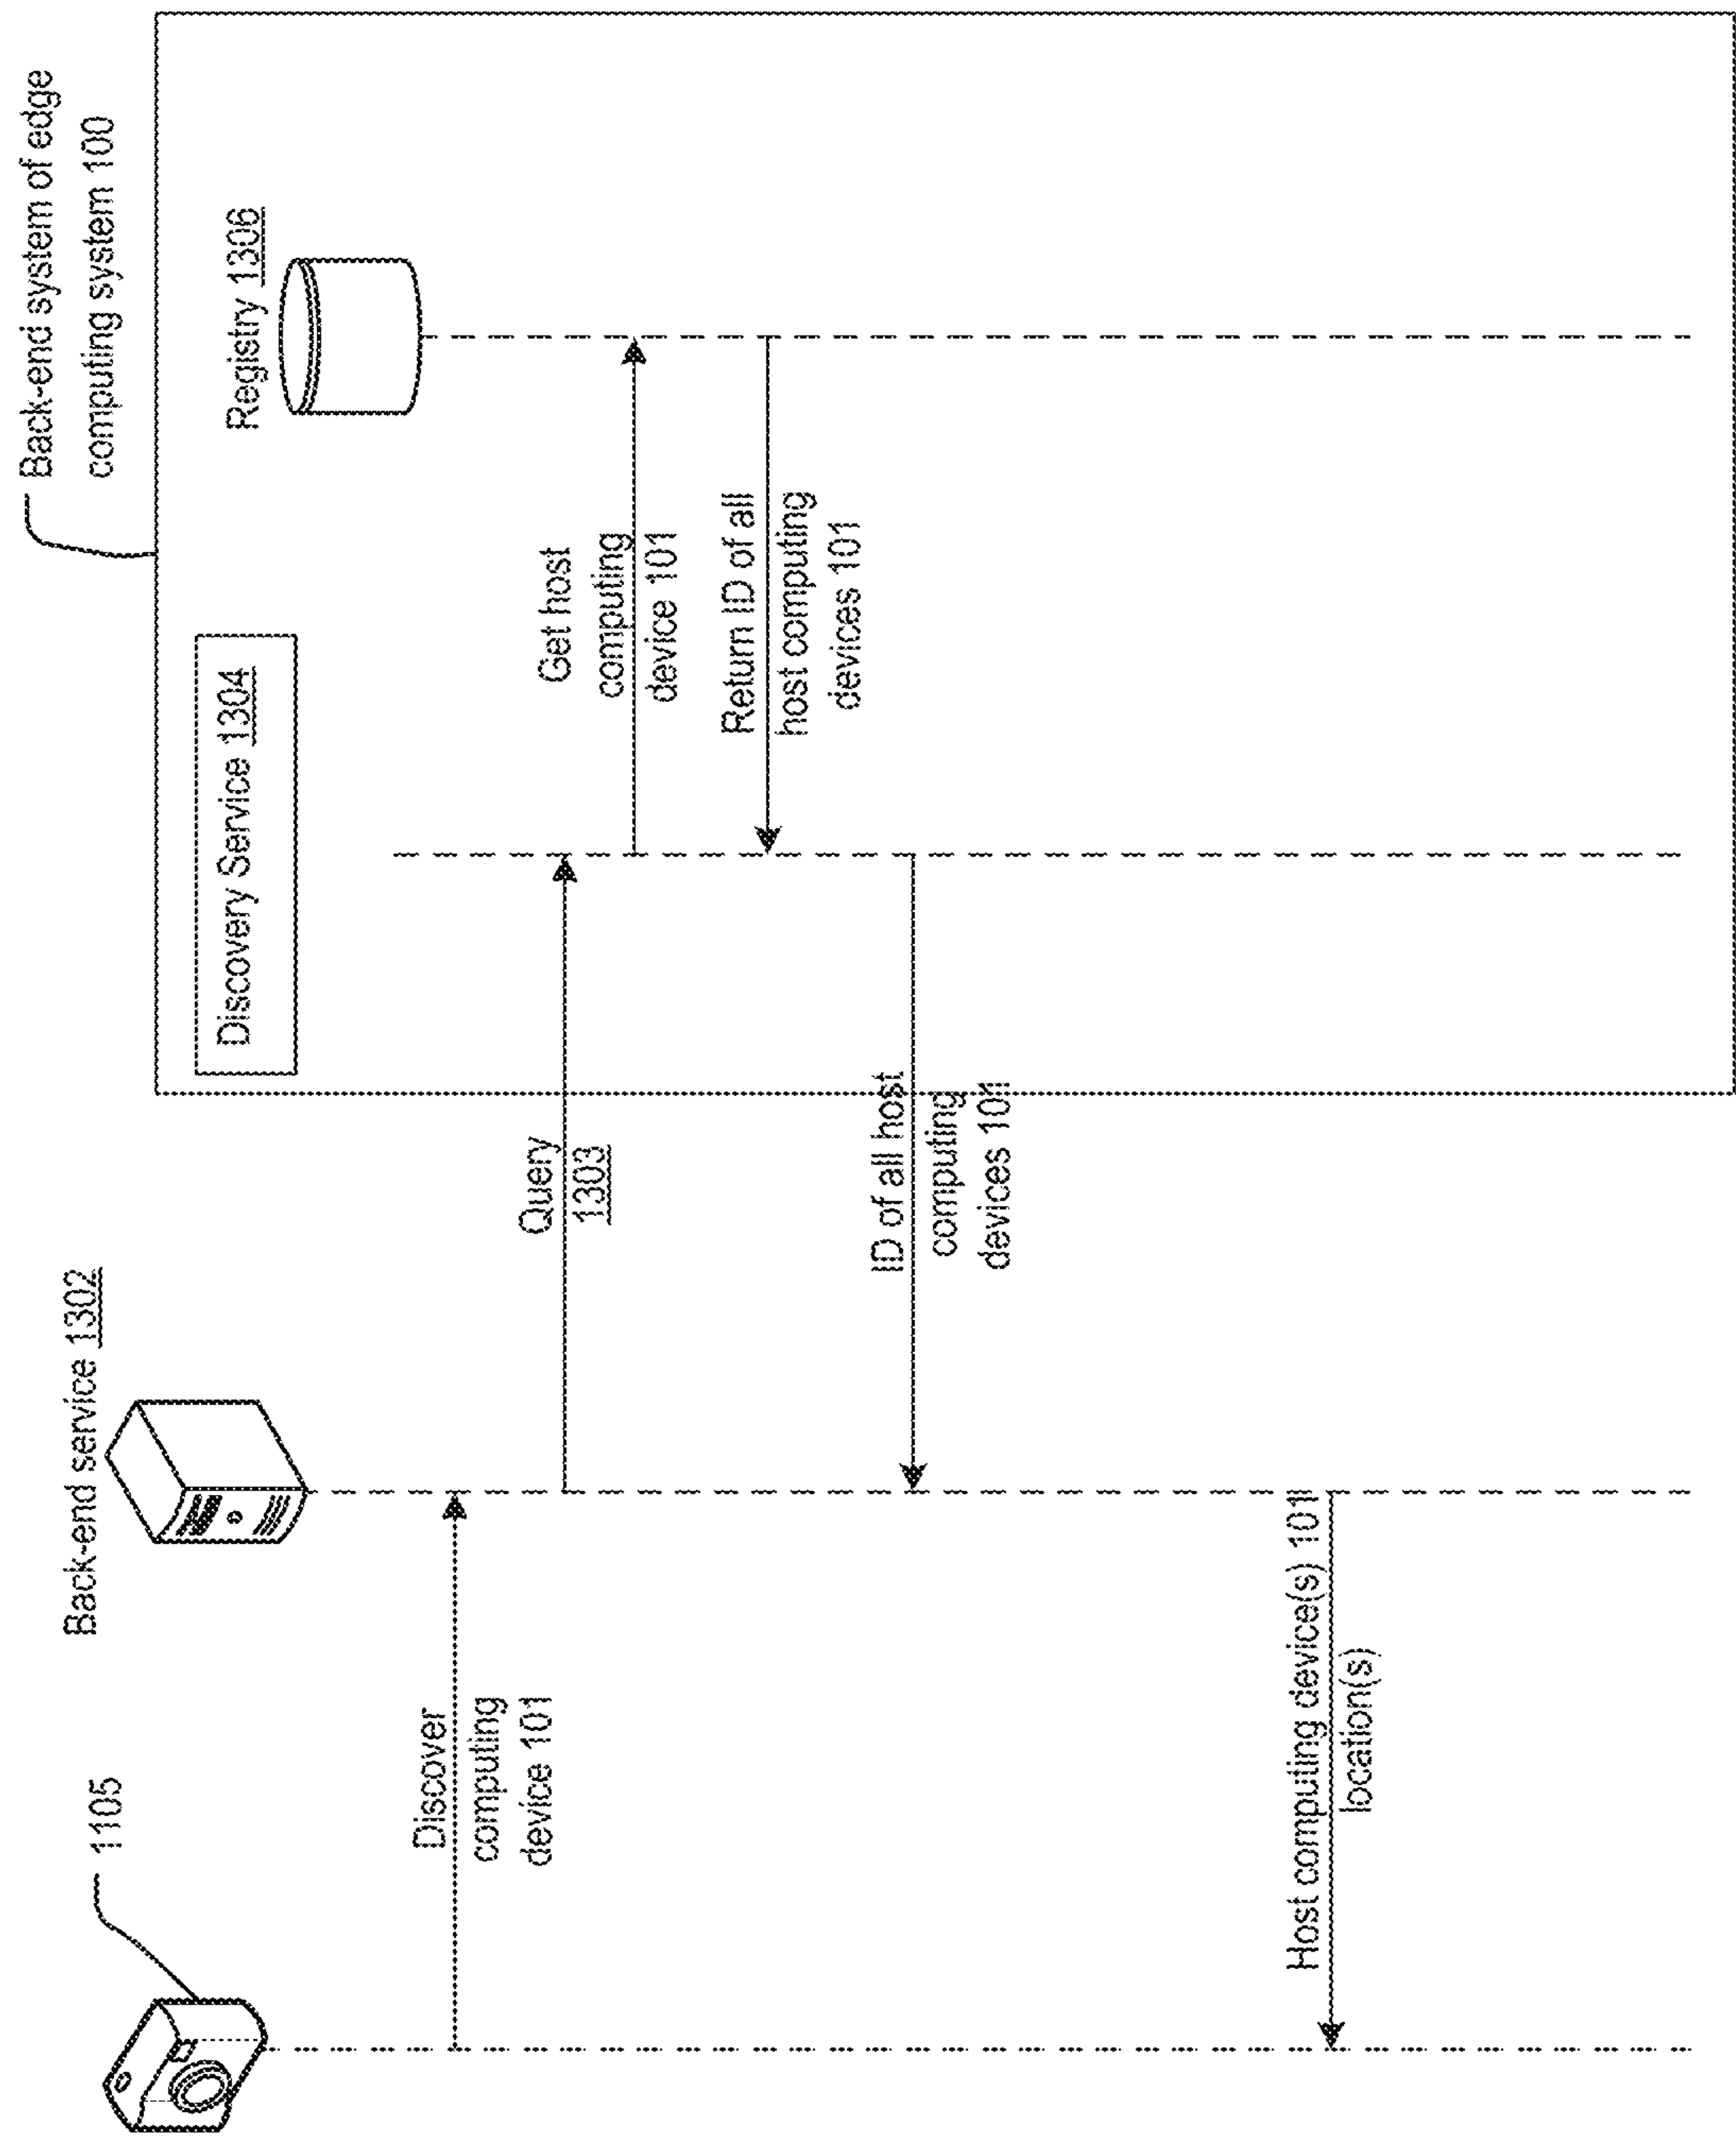 Back-end system of edge
computing system 100
1105
Back-end service 1302
Discovery Service 1304
Registry 1306
Discover
computing
device 101
Query
1303
Get host
computing
device 101
Return ID of all
host computing
devices 101
ID of all host
computing
devices 101
Host computing device(s) 101
location(s)